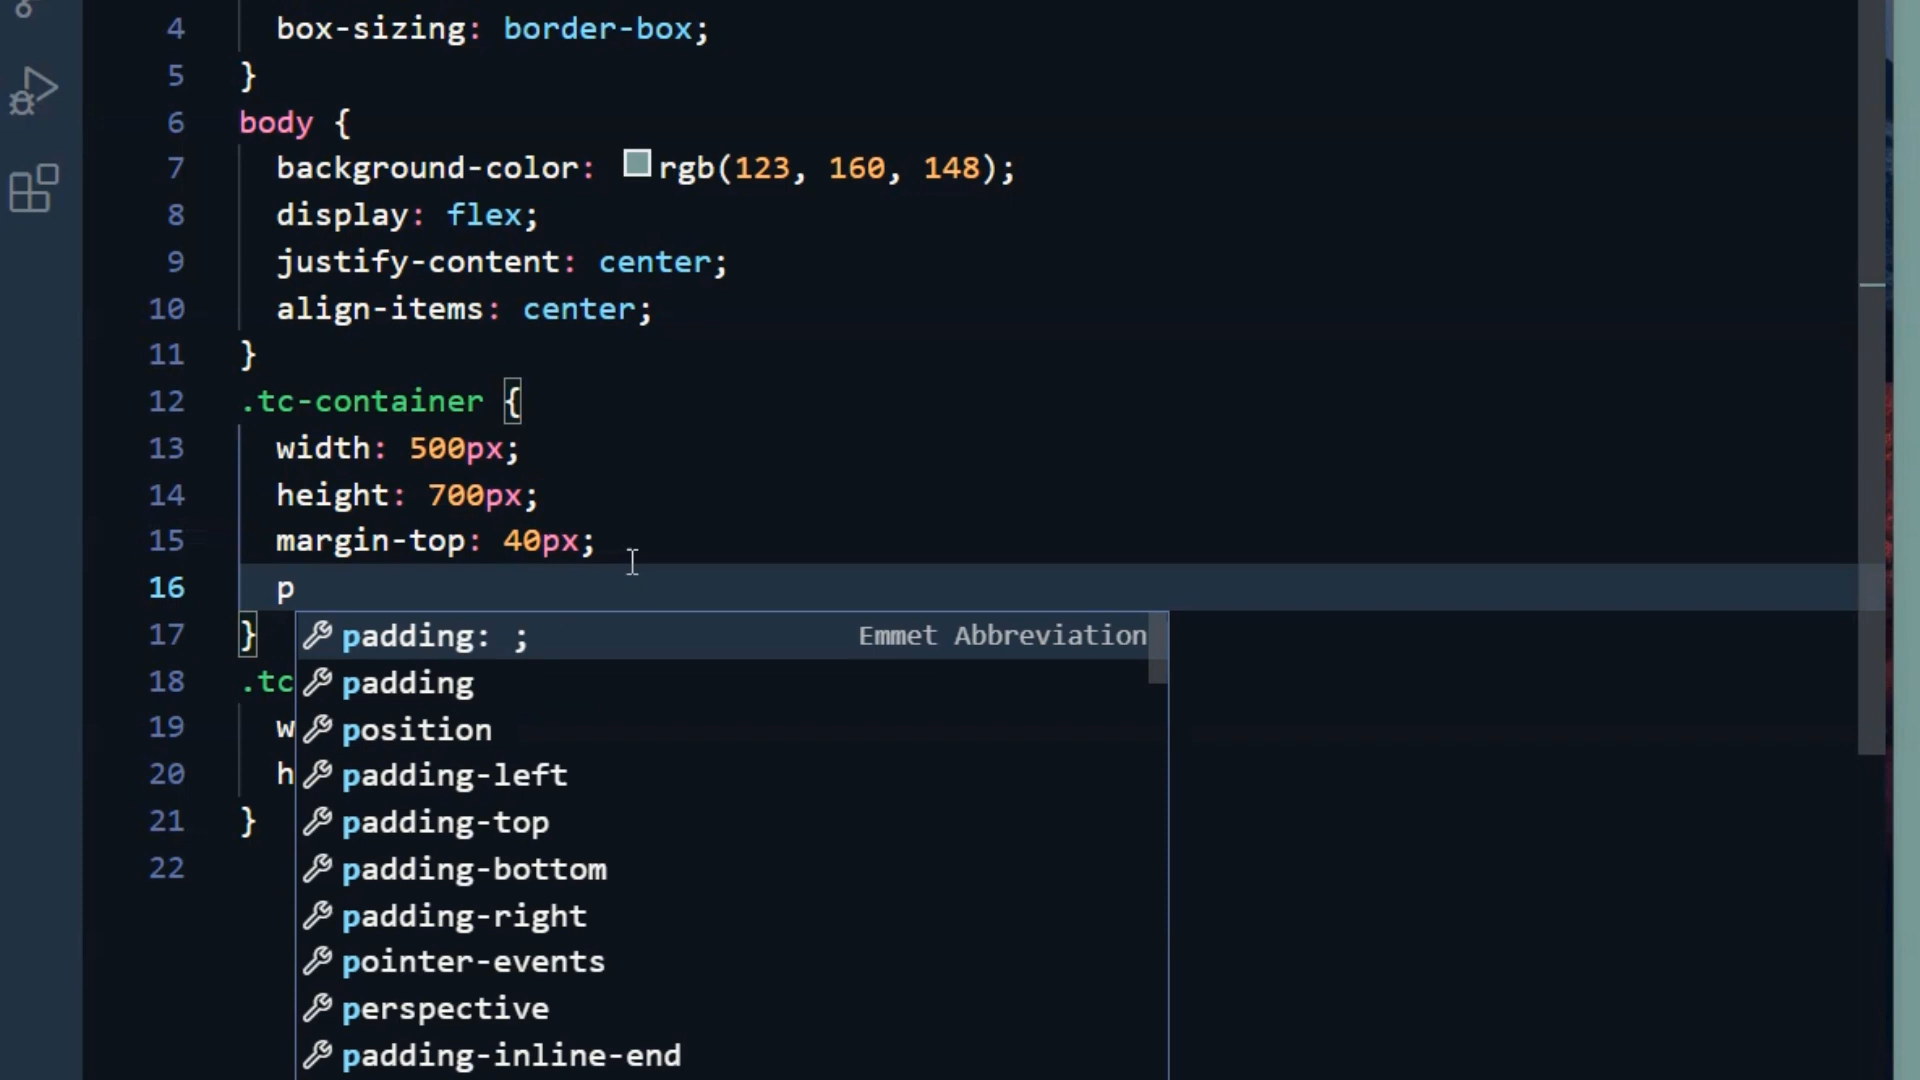 4 box-sizing: border-box;
5 }
6 body {
7 background-color: rgb(123, 160, 148);
8 display: flex;
9 justify-content: center;
10 align-items: center;
11 }
12 .tc-container {
13 width: 500px;
14 height: 700px;
15 margin-top: 40px;
16 p
17 } padding: ; Emmet Abbreviation
18 .tc padding
19 w position
20 h padding-left
21 } padding-top
22 padding-bottom
padding-right
pointer-events
perspective
padding-inline-end